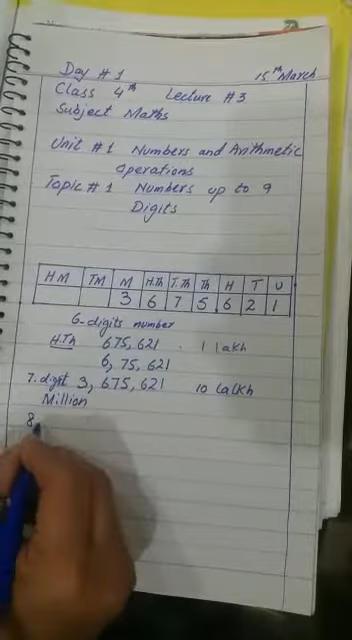 Day # 1 15th March
Class 4th Lecture # 3
Subject Maths
Unit # 1 Numbers and Arithmetic
Operations
Topic # 1 Numbers up to 9
Digits
HM TM M H.Th T.Th Th H T U
3 6 7 5 6 2 1
6-digits number
H.Th 675,621 1 lakh
6,75,621
7.digit 3,675,621 10 Lalkh
Million
8